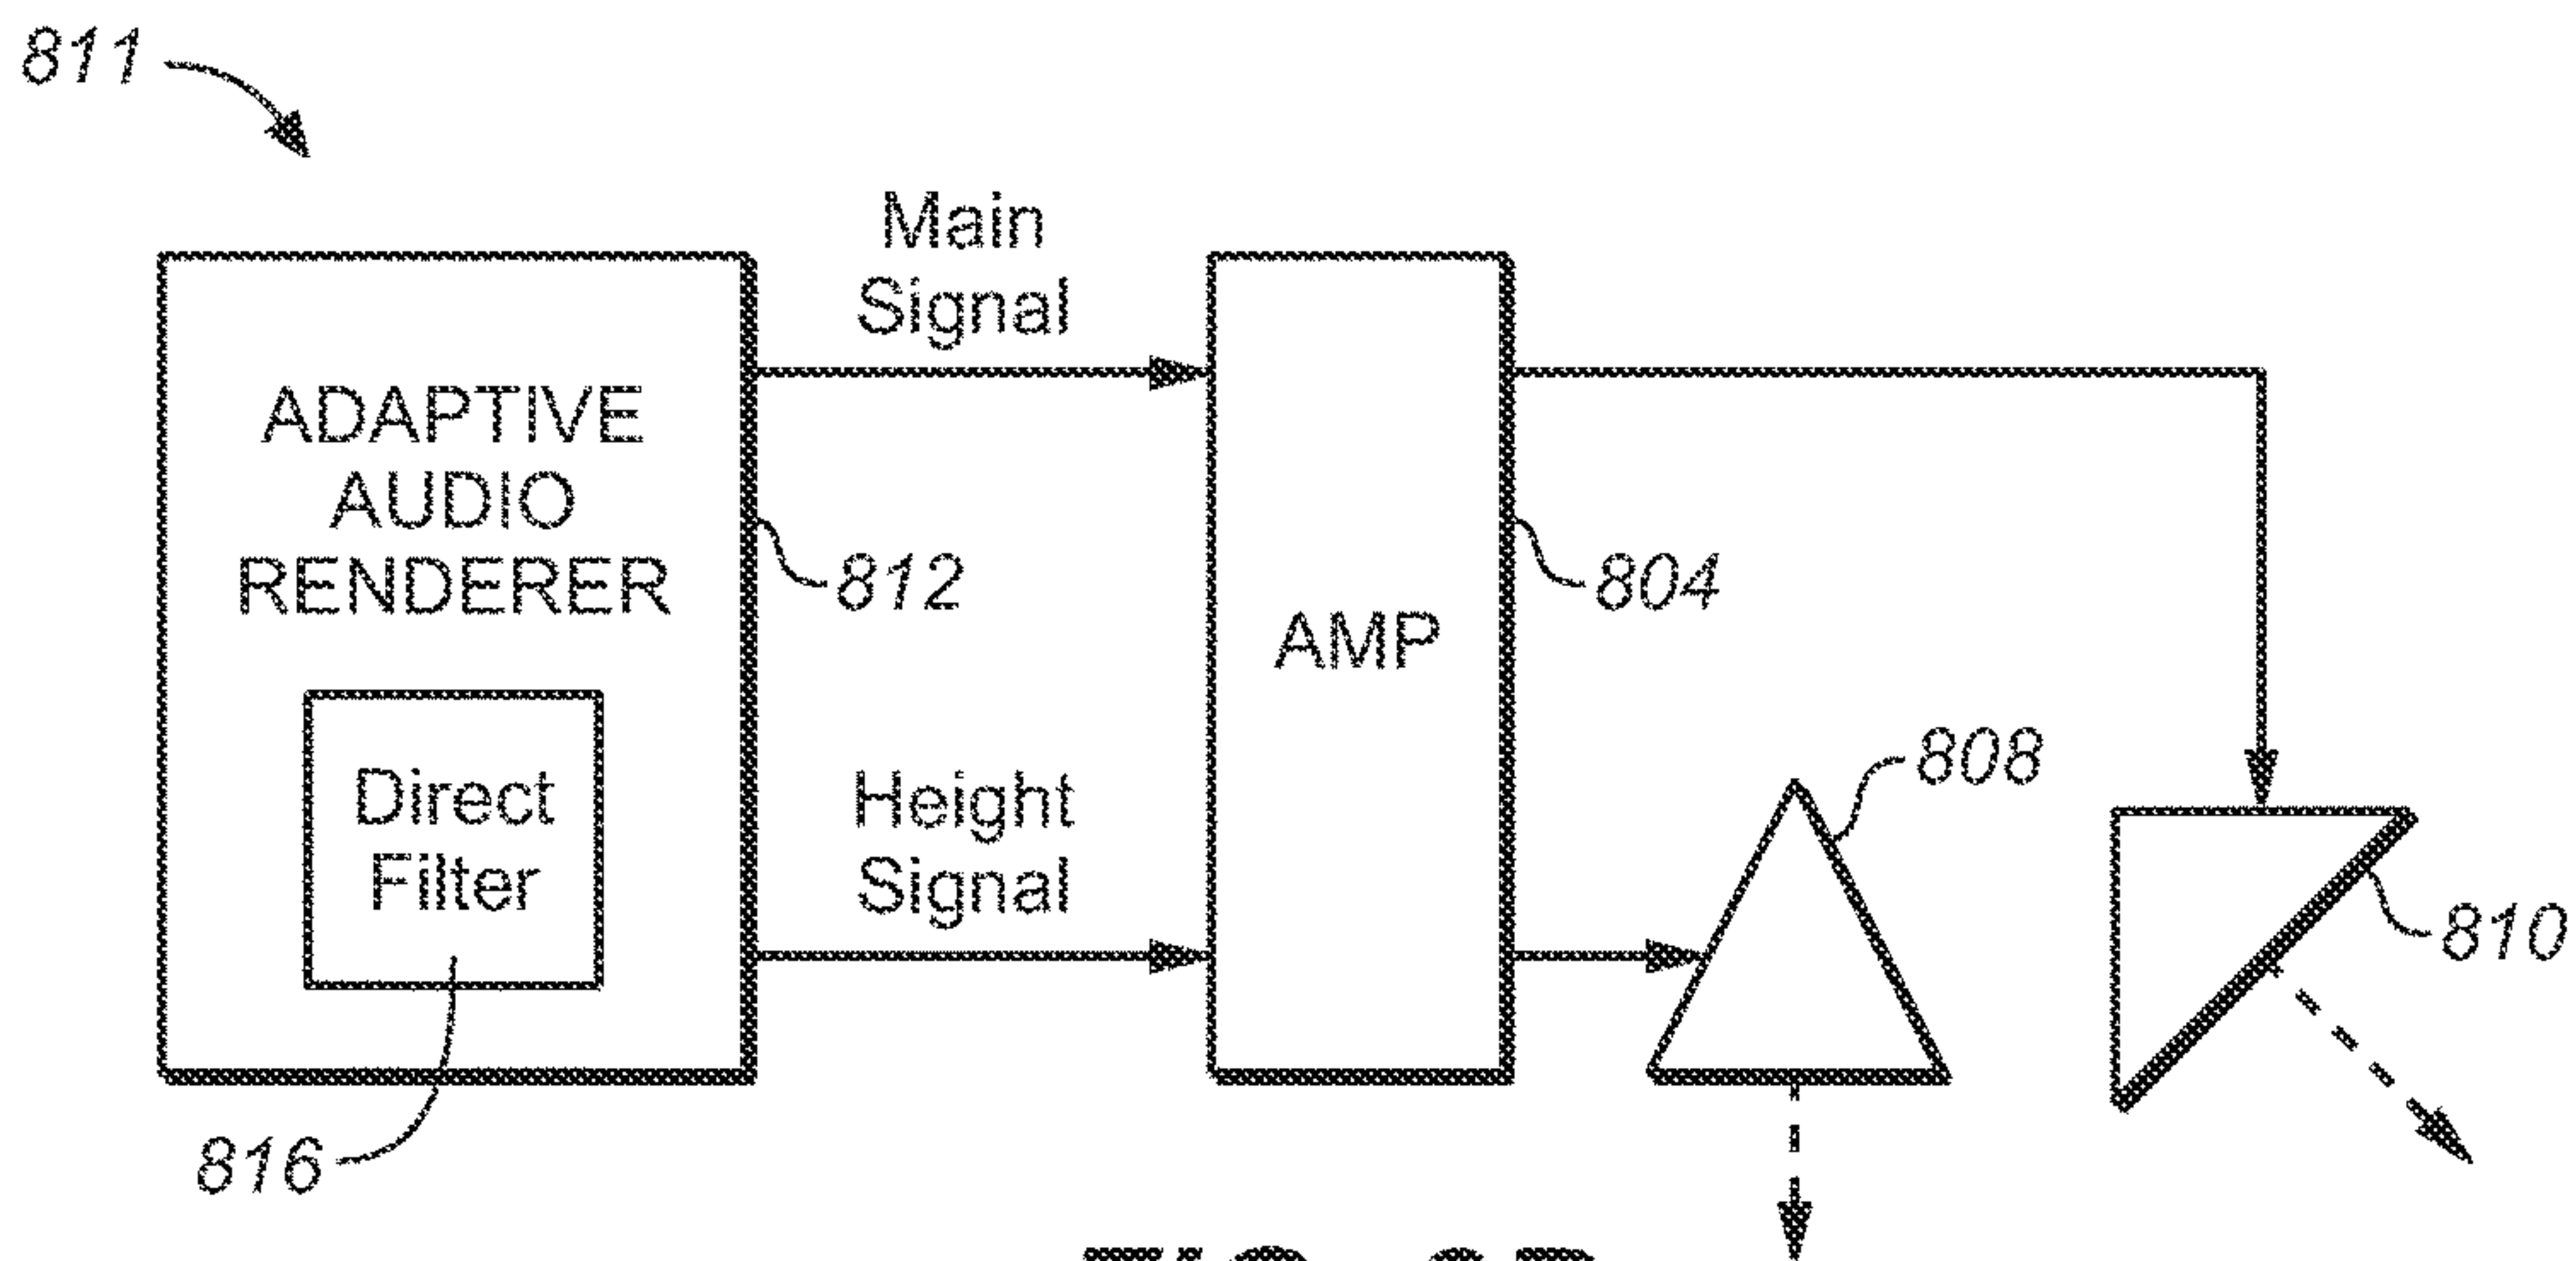 811
Main
Signal
ADAPTIVE
AUDIO
RENDERER
812
804
AMP
Direct
Filter
Height
Signal
808
810
816